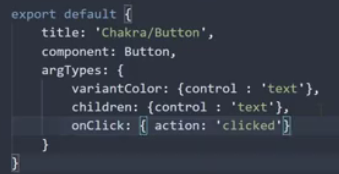 export default {
title: 'Chakra/Button',
component: Button,
argTypes: {
variantColor: {control : 'text'},
children: {control : 'text'},
onClick: { action: 'clicked'}
}
}